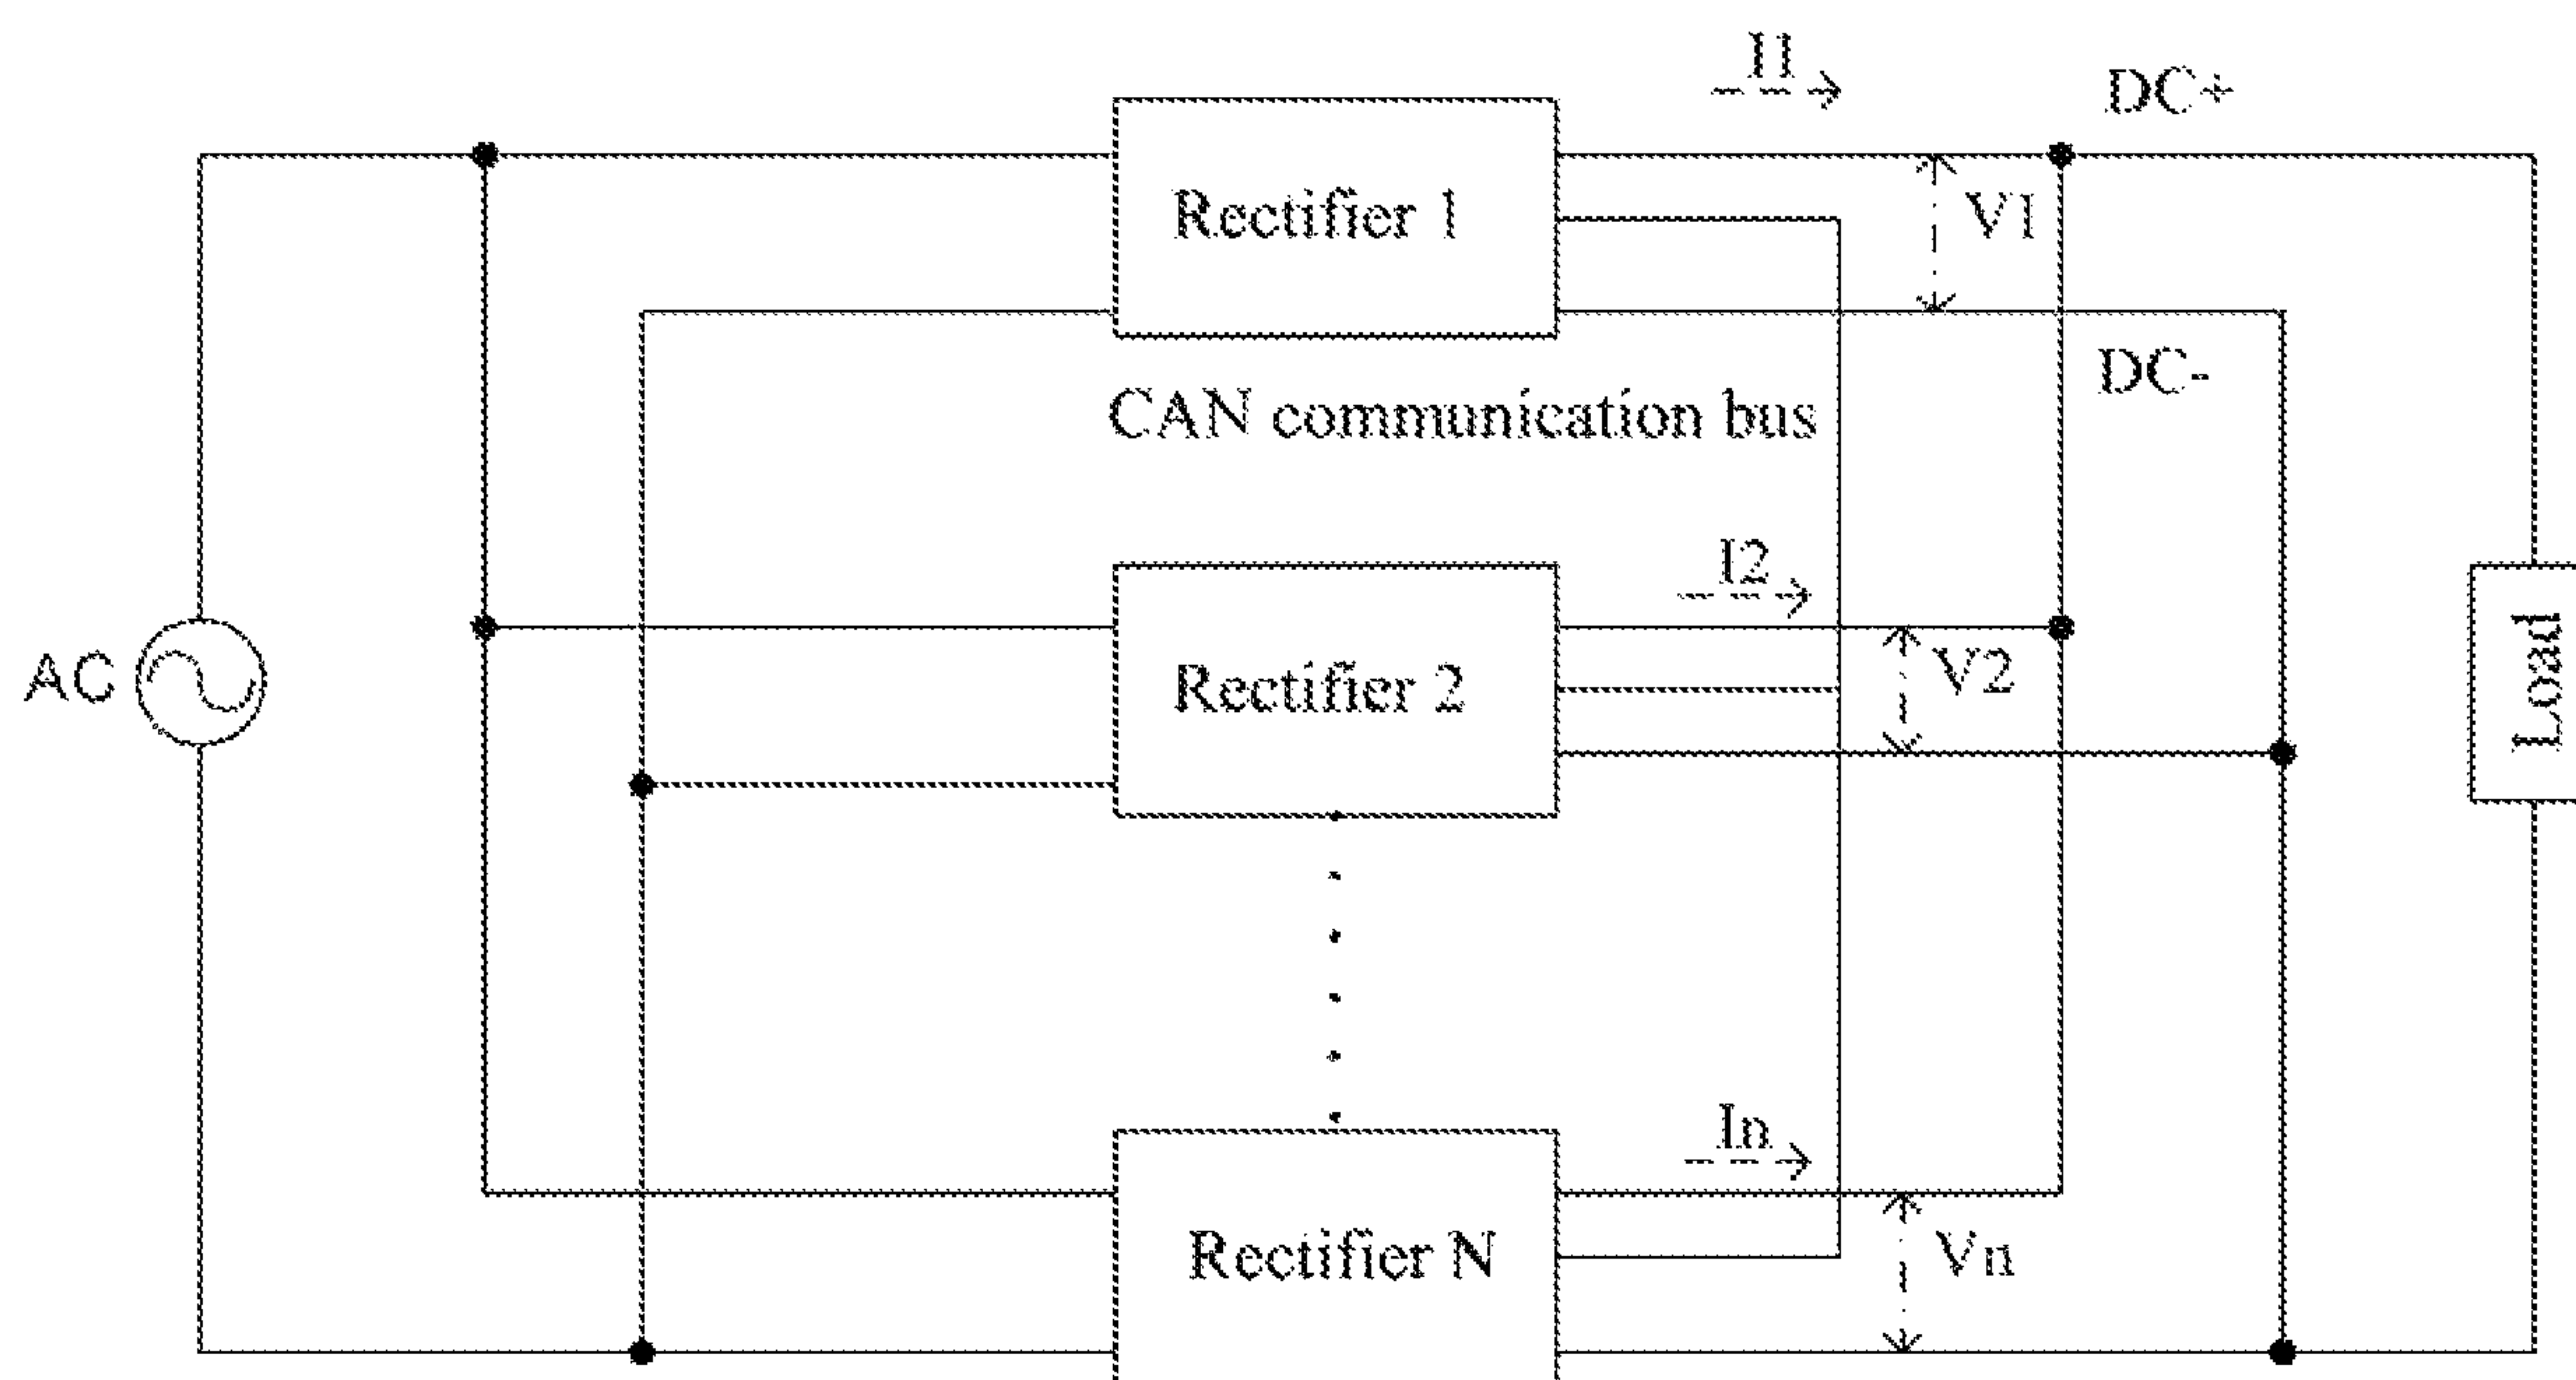 I1
DC+
Rectifier 1
V1
DC-
CAN communication bus
I2
AC
Rectifier 2
V2
Load
In
Rectifier N
Vn